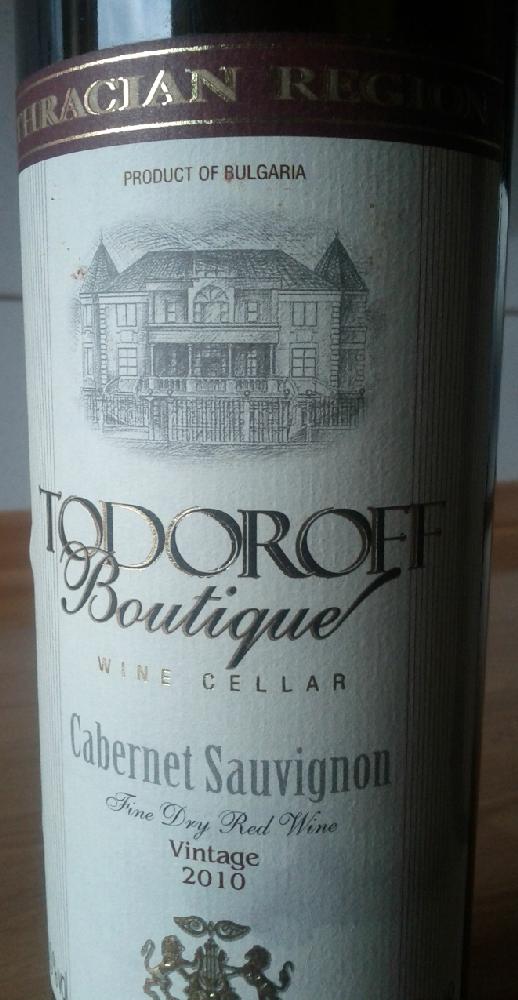 THRACIAN REGION
PRODUCT OF BULGARIA
TODOROFF
Boutique
WINE CELLAR
Cabernet Sauvignon
Fine Dry Red Wine
Vintage
2010